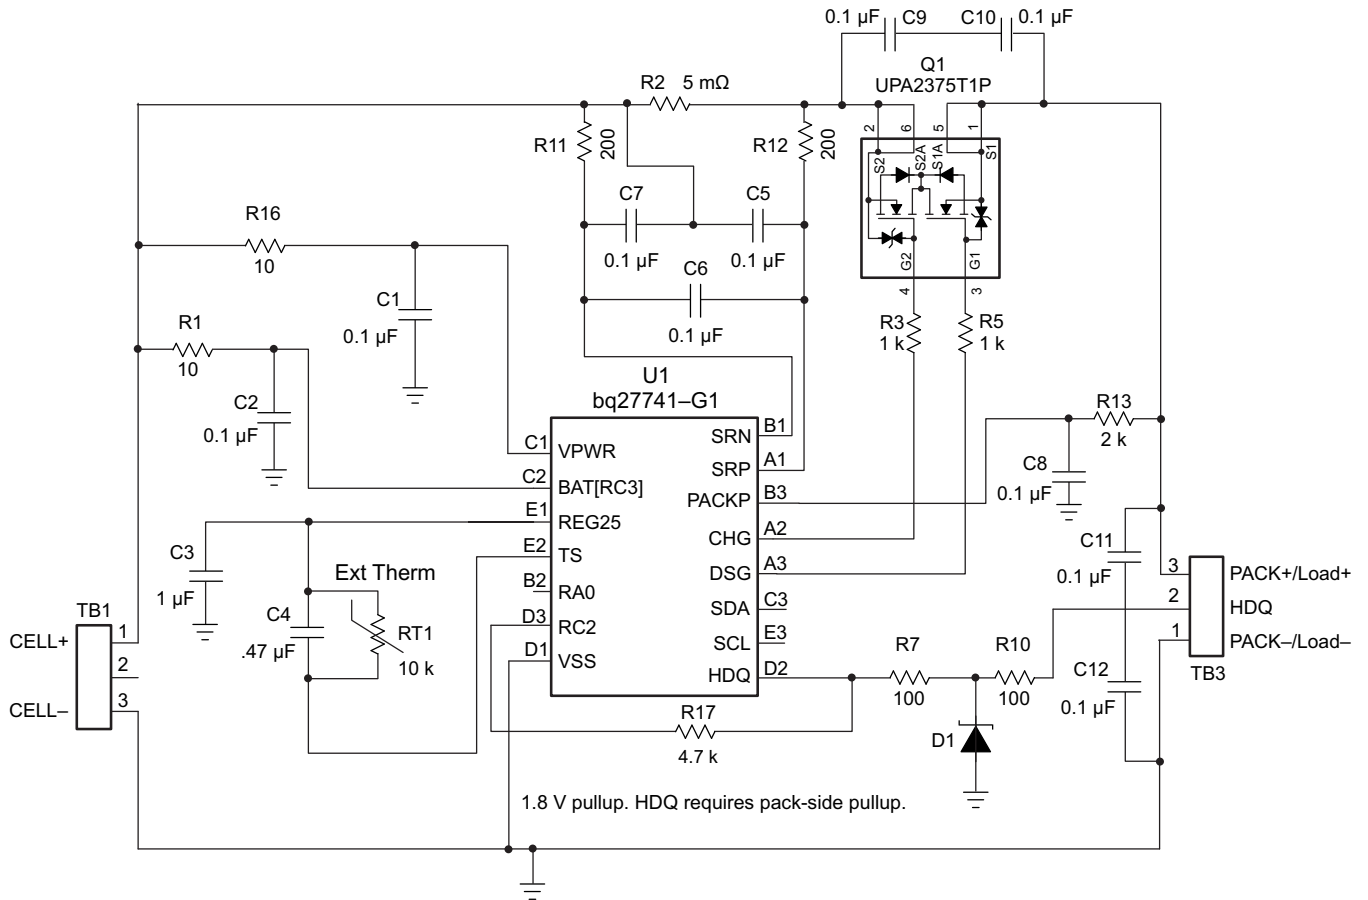 0.1 µF C9 C10 0.1 µF
Q1
UPA2375T1P
R2 5 mΩ
R11 200
R12 200
2 6 5 1
S2 S2A S1A S1
G2 G1
4 3
C7 C5
0.1 µF 0.1 µF
C6
0.1 µF
R16
10
C1
0.1 µF
R1
10
C2
0.1 µF
R3
1 k
R5
1 k
U1
bq27741–G1
C1 VPWR
C2 BAT[RC3]
E1 REG25
E2 TS
B2 RA0
D3 RC2
D1 VSS
SRN B1
SRP A1
PACKP B3
CHG A2
DSG A3
SDA C3
SCL E3
HDQ D2
R13
2 k
C8
0.1 µF
C11
0.1 µF
C12
0.1 µF
C3
1 µF
Ext Therm
C4
.47 µF
RT1
10 k
TB1
CELL+ 1
2
CELL– 3
3 PACK+/Load+
2 HDQ
1 PACK–/Load–
TB3
R7
100
R10
100
D1
R17
4.7 k
1.8 V pullup. HDQ requires pack-side pullup.